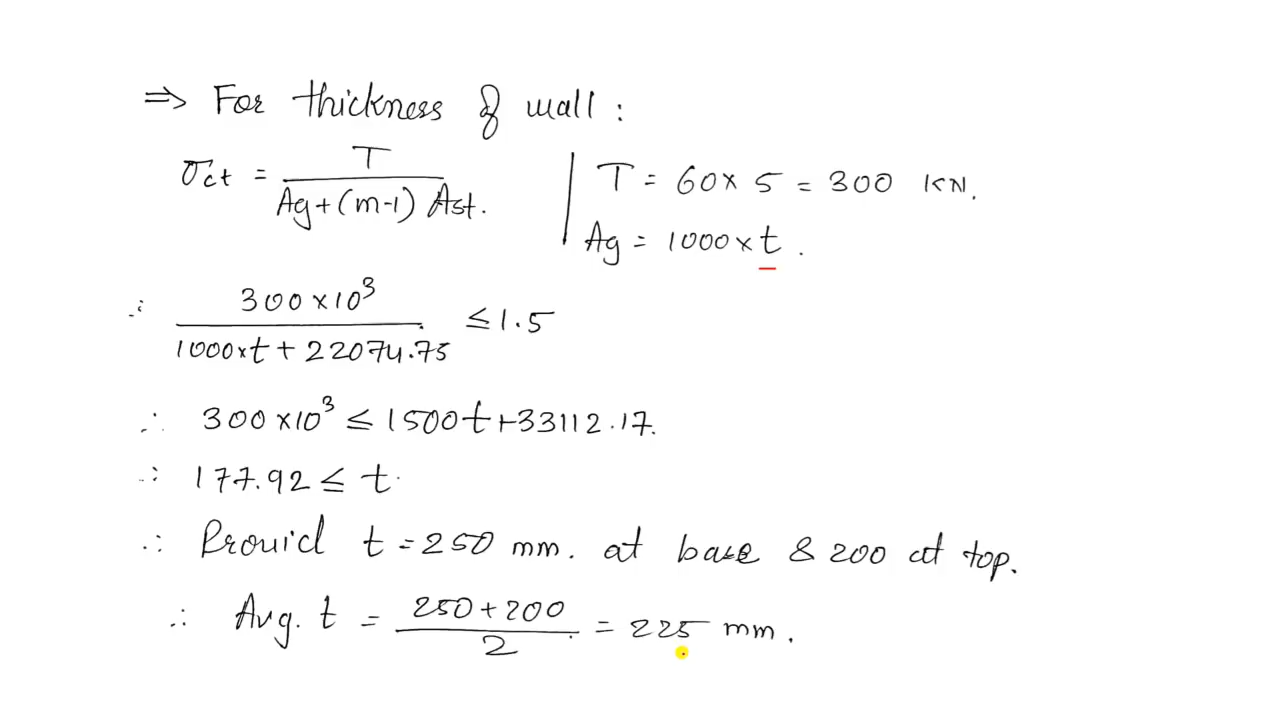 ⇒ For thickness of wall :
σct = T / (Ag + (m-1) Ast.
T = 60 × 5 = 300 KN.
Ag = 1000 × t .
∴ 300 × 10³ / (1000 × t + 22074.75) ≤ 1.5
∴ 300 × 10³ ≤ 1500t + 33112.17.
∴ 177.92 ≤ t.
∴ Provid t = 250 mm. at base & 200 at top.
∴ Avg. t = (250 + 200) / 2 = 225 mm.